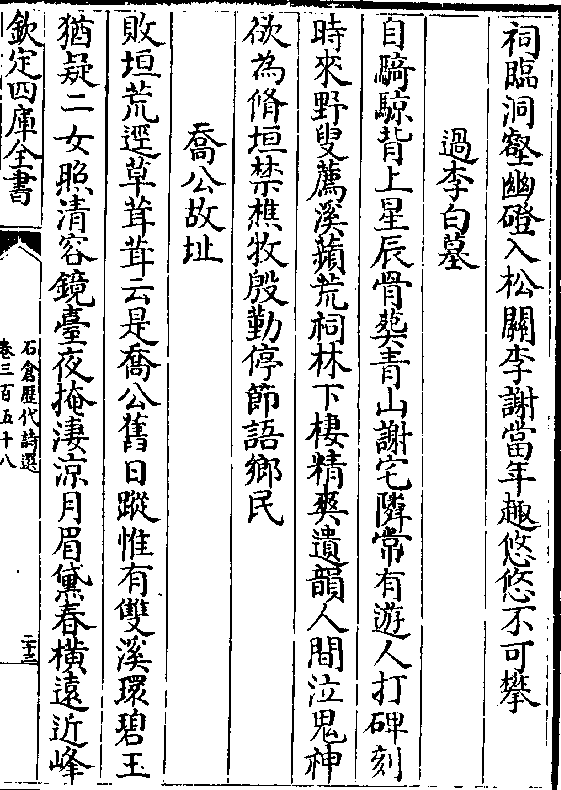 祠臨洞壑幽磴入松關李謝當年趣悠悠不可攀
過李白墓
自騎鯨背上星辰骨葬青山謝宅隣常有遊人打碑刻
時來野叟薦溪蘋荒祠林下棲精爽遺韻人間泣鬼神
欲為脩垣禁樵牧殷勤停節語鄉民
喬公故址
敗垣荒逕草茸茸云是喬公舊日蹤惟有雙溪環碧玉
猶疑二女照清容鏡臺夜掩淒涼月眉黛春橫遠近峰
欽定四庫全書
石倉歴代詩選
卷三百五十八
二十三